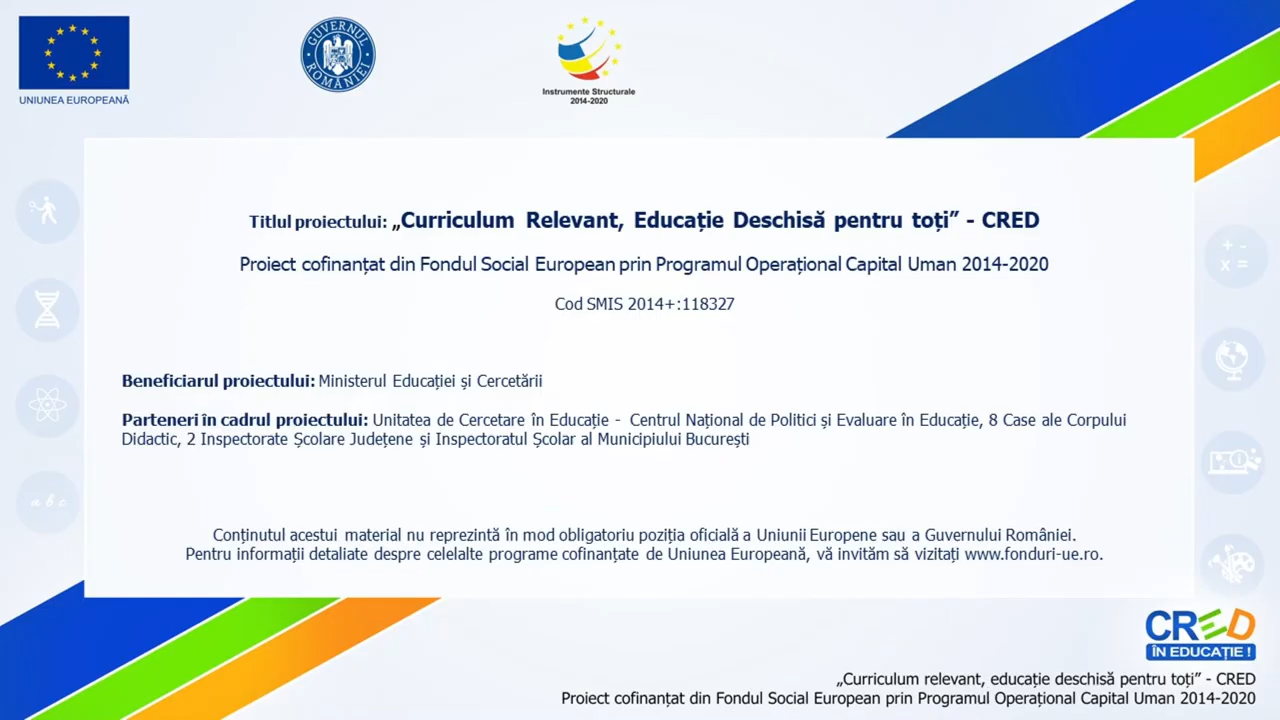 UNIUNEA EUROPEANĂ
GUVERNUL ROMÂNIEI
Instrumente Structurale
2014-2020
Titlul proiectului: „Curriculum Relevant, Educație Deschisă pentru toți” - CRED
Proiect cofinanțat din Fondul Social European prin Programul Operațional Capital Uman 2014-2020
Cod SMIS 2014+:118327
Beneficiarul proiectului: Ministerul Educației și Cercetării
Parteneri în cadrul proiectului: Unitatea de Cercetare în Educație - Centrul Național de Politici și Evaluare în Educație, 8 Case ale Corpului
Didactic, 2 Inspectorate Școlare Județene și Inspectoratul Școlar al Municipiului București
Conținutul acestui material nu reprezintă în mod obligatoriu poziția oficială a Uniunii Europene sau a Guvernului României.
Pentru informații detaliate despre celelalte programe cofinanțate de Uniunea Europeană, vă invităm să vizitați www.fonduri-ue.ro.
+ -
x =
a b c
CRED
ÎN EDUCAȚIE !
„Curriculum relevant, educație deschisă pentru toți” - CRED
Proiect cofinanțat din Fondul Social European prin Programul Operațional Capital Uman 2014-2020